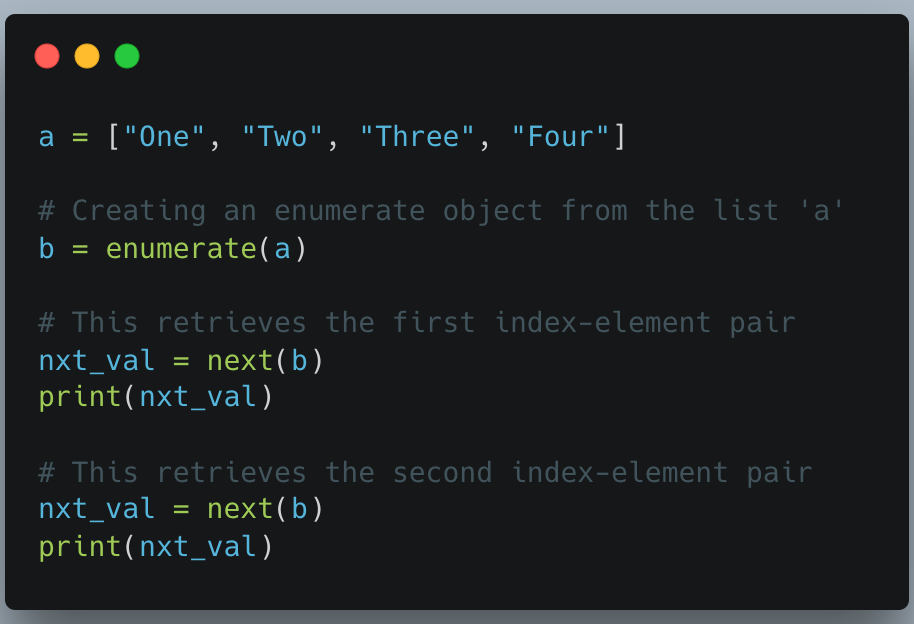 a = ["One", "Two", "Three", "Four"]
# Creating an enumerate object from the list 'a'
b = enumerate(a)
# This retrieves the first index-element pair
nxt_val = next(b)
print(nxt_val)
# This retrieves the second index-element pair
nxt_val = next(b)
print(nxt_val)